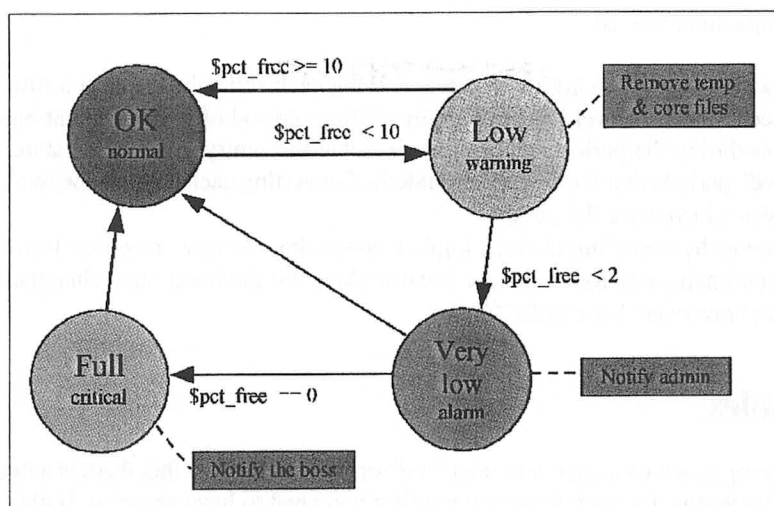 $pct_free >= 10
Remove temp
& core files
OK
normal
$pct_free < 10
Low
warning
$pct_free < 2
Full
critical
Very
low
alarm
$pct_free == 0
Notify admin
Notify the boss